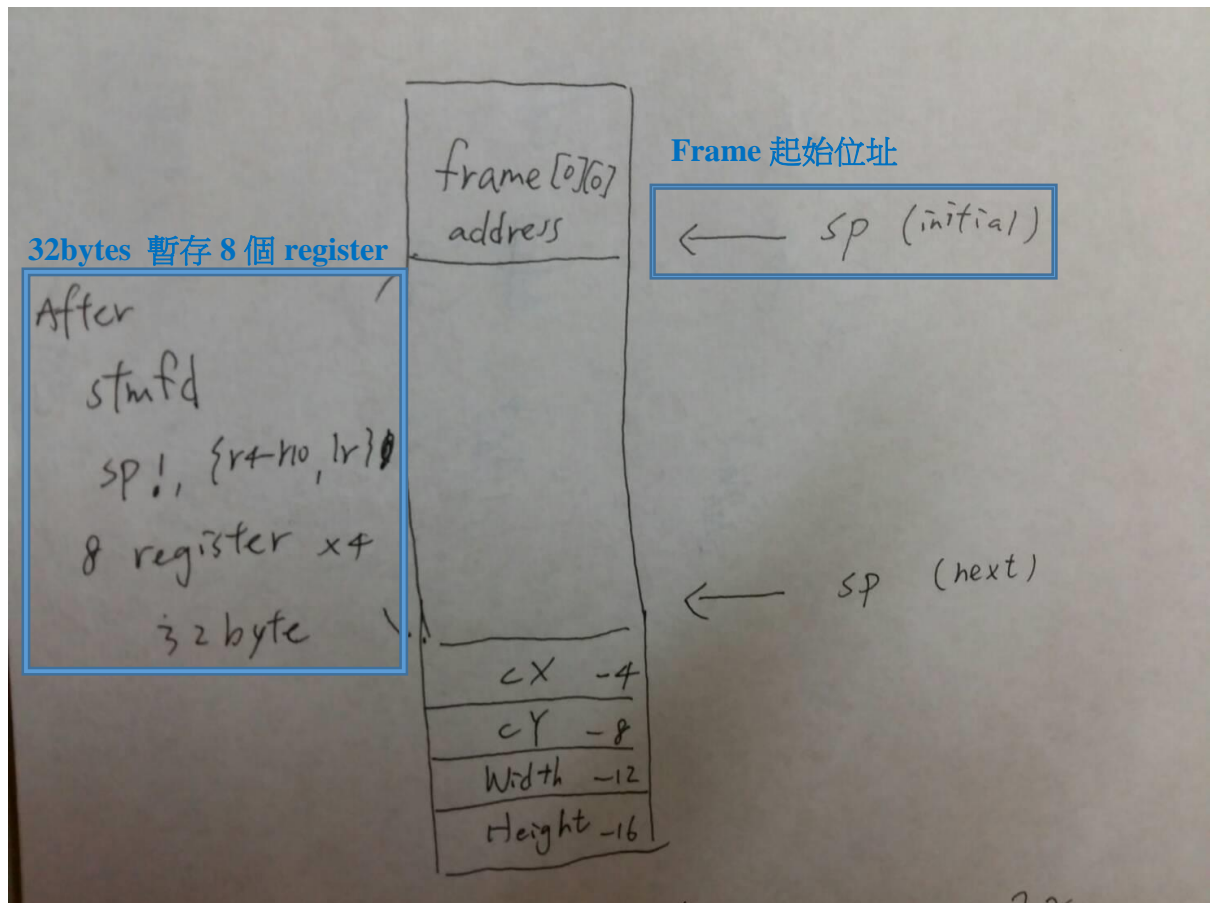 frame [0][0]
address
Frame 起始位址
← sp (initial)
32bytes 暫存 8 個 register
After
stmfd
sp!, {r4-r10, lr}
8 register x4
32 byte
← sp (next)
cX -4
cY -8
Width -12
Height -16